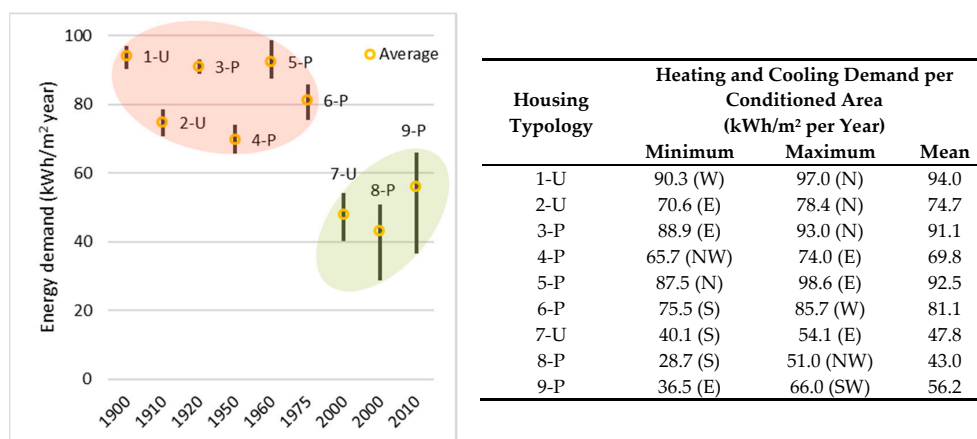 Energy demand (kWh/m² year)
100
80
60
40
20
0
1-U
2-U
3-P
4-P
5-P
6-P
7-U
8-P
9-P
Average
1900
1910
1920
1950
1960
1975
2000
2000
2010
Housing Typology
Heating and Cooling Demand per
Conditioned Area
(kWh/m² per Year)
Minimum Maximum Mean
1-U 90.3 (W) 97.0 (N) 94.0
2-U 70.6 (E) 78.4 (N) 74.7
3-P 88.9 (E) 93.0 (N) 91.1
4-P 65.7 (NW) 74.0 (E) 69.8
5-P 87.5 (N) 98.6 (E) 92.5
6-P 75.5 (S) 85.7 (W) 81.1
7-U 40.1 (S) 54.1 (E) 47.8
8-P 28.7 (S) 51.0 (NW) 43.0
9-P 36.5 (E) 66.0 (SW) 56.2